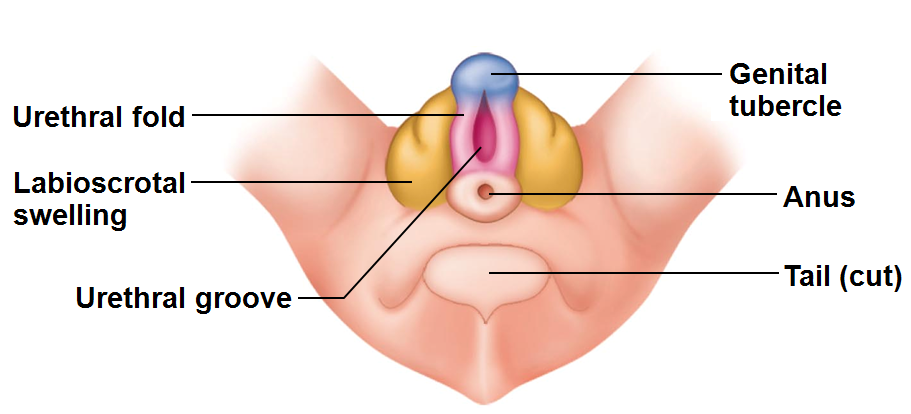 Genital
tubercle
Urethral fold
Labioscrotal
swelling
Anus
Tail (cut)
Urethral groove